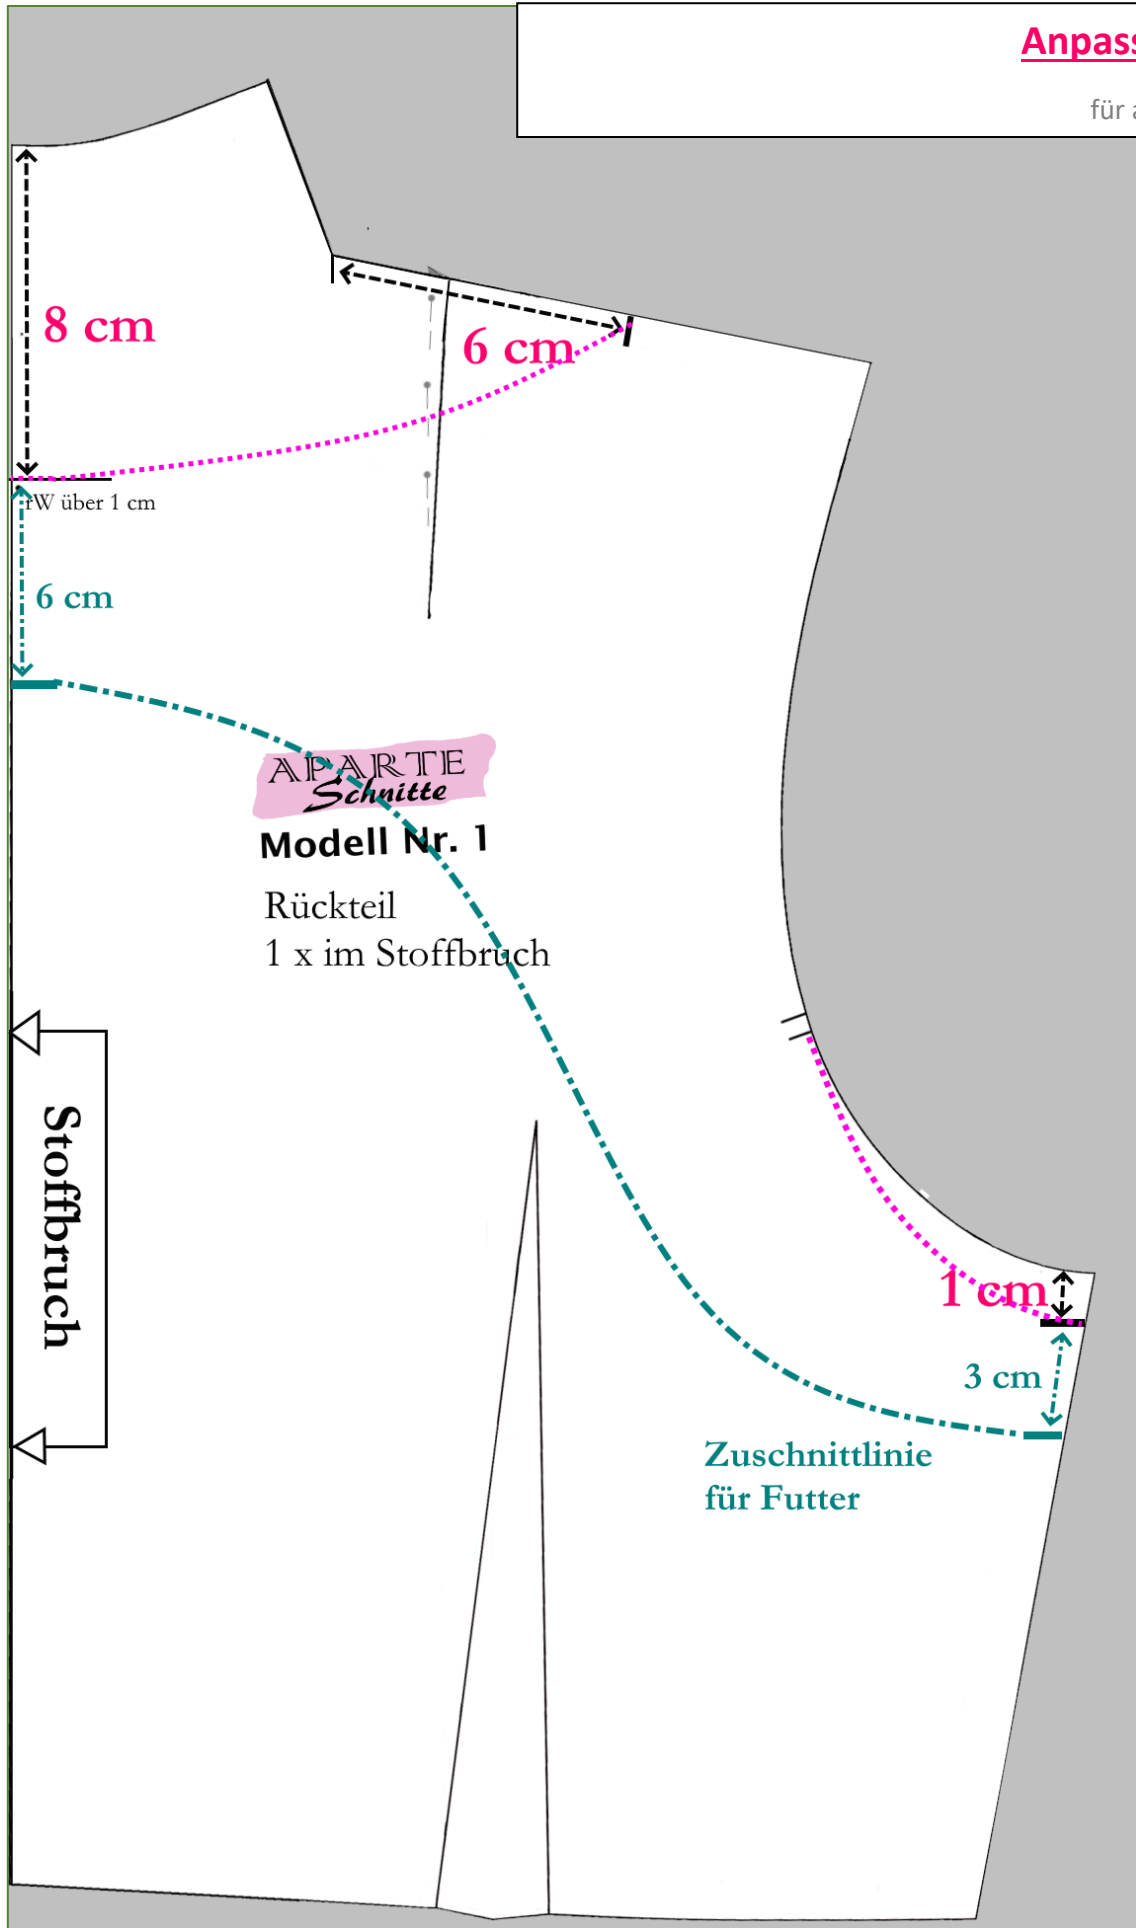 Anpass
für a
8 cm
6 cm
rW über 1 cm
6 cm
APARTE
Schnitte
Modell Nr. 1
Rückteil
1 x im Stoffbruch
Stoffbruch
1 cm
3 cm
Zuschnittlinie
für Futter